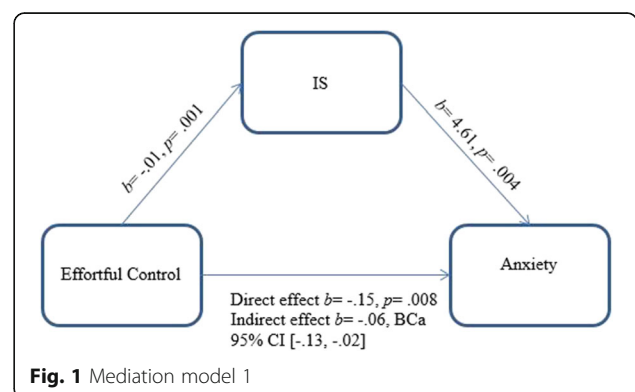 IS
b= -.01, p= .001
b= 4.61, p= .004
Effortful Control
Anxiety
Direct effect b= -.15, p= .008
Indirect effect b= -.06, BCa
95% CI [-.13, -.02]
Fig. 1 Mediation model 1